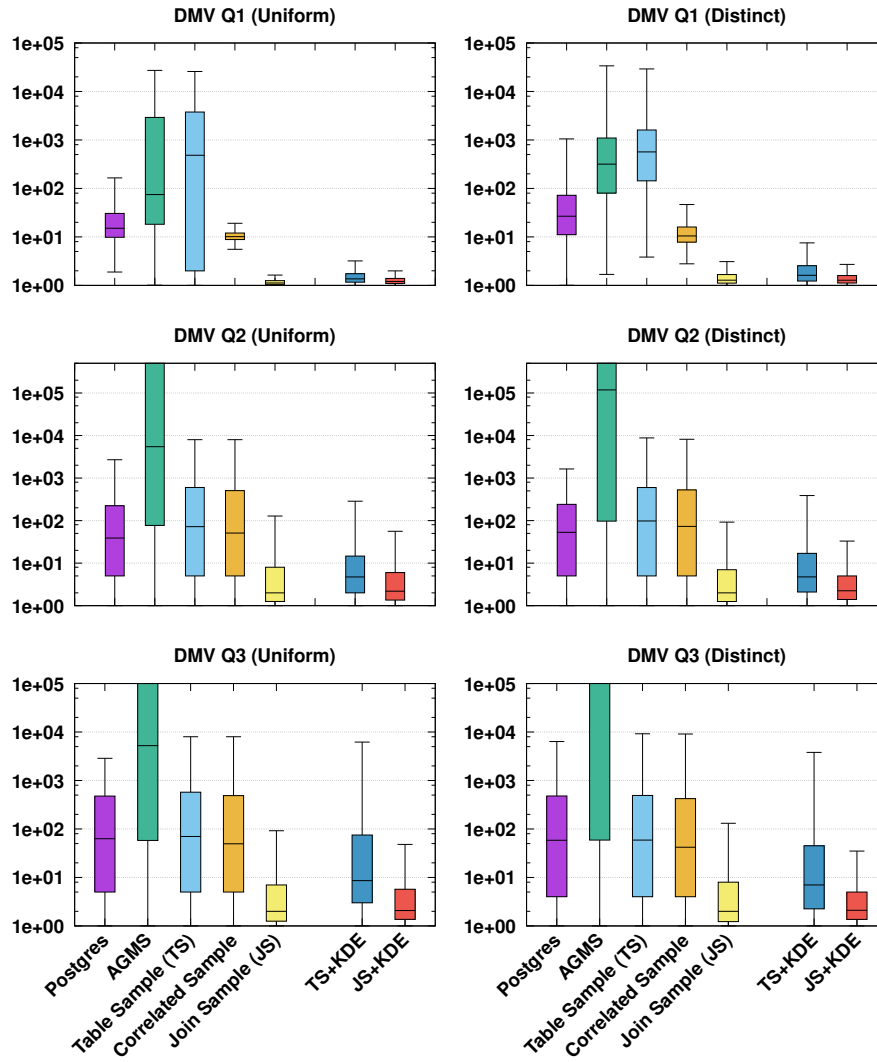 DMV Q1 (Uniform)
1e+05
1e+04
1e+03
1e+02
1e+01
1e+00
DMV Q1 (Distinct)
1e+05
1e+04
1e+03
1e+02
1e+01
1e+00
DMV Q2 (Uniform)
1e+05
1e+04
1e+03
1e+02
1e+01
1e+00
DMV Q2 (Distinct)
1e+05
1e+04
1e+03
1e+02
1e+01
1e+00
DMV Q3 (Uniform)
1e+05
1e+04
1e+03
1e+02
1e+01
1e+00
Postgres
AGMS
Table Sample (TS)
Correlated Sample
Join Sample (JS)
TS+KDE
JS+KDE
DMV Q3 (Distinct)
1e+05
1e+04
1e+03
1e+02
1e+01
1e+00
Postgres
AGMS
Table Sample (TS)
Correlated Sample
Join Sample (JS)
TS+KDE
JS+KDE